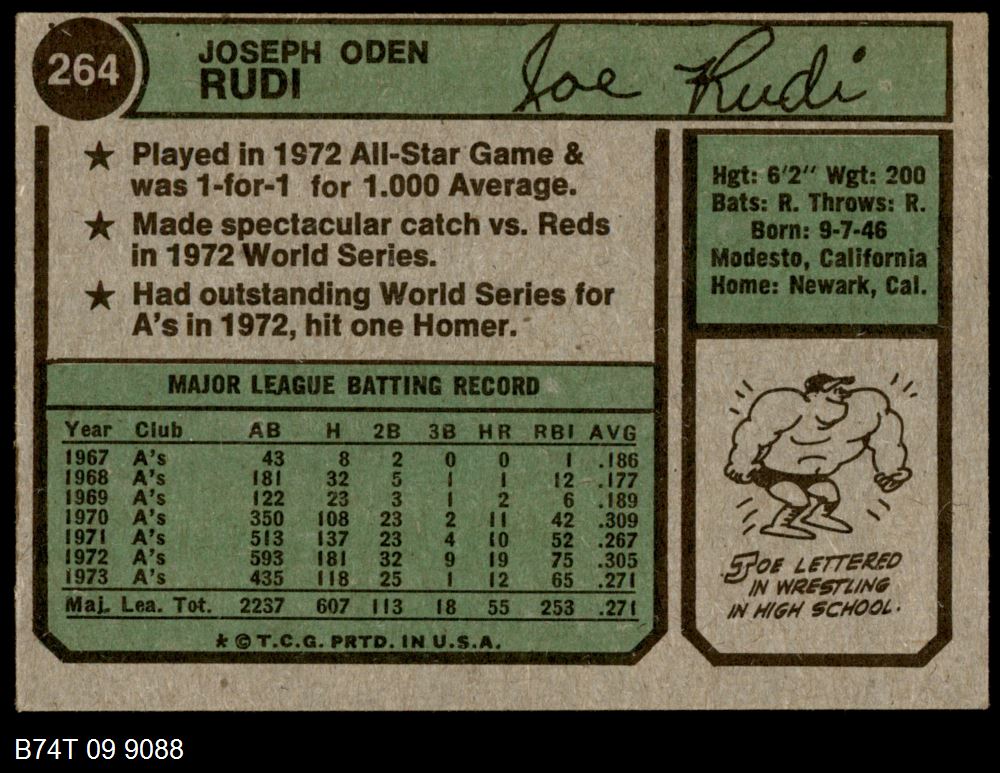 264
JOSEPH ODEN
RUDI
Joe Rudi
★ Played in 1972 All-Star Game &
was 1-for-1 for 1.000 Average.
★ Made spectacular catch vs. Reds
in 1972 World Series.
★ Had outstanding World Series for
A's in 1972, hit one Homer.
Hgt: 6'2" Wgt: 200
Bats: R. Throws: R.
Born: 9-7-46
Modesto, California
Home: Newark, Cal.
MAJOR LEAGUE BATTING RECORD
Year Club AB H 2B 3B HR RBI AVG
1967 A's 43 8 2 0 0 1 .186
1968 A's 181 32 5 1 1 12 .177
1969 A's 122 23 3 1 2 6 .189
1970 A's 350 108 23 2 11 42 .309
1971 A's 513 137 23 4 10 52 .267
1972 A's 593 181 32 9 19 75 .305
1973 A's 435 118 25 1 12 65 .271
Maj. Lea. Tot. 2237 607 113 18 55 253 .271
* © T.C.G. PRTD. IN U.S.A.
JOE LETTERED
IN WRESTLING
IN HIGH SCHOOL.
B74T 09 9088